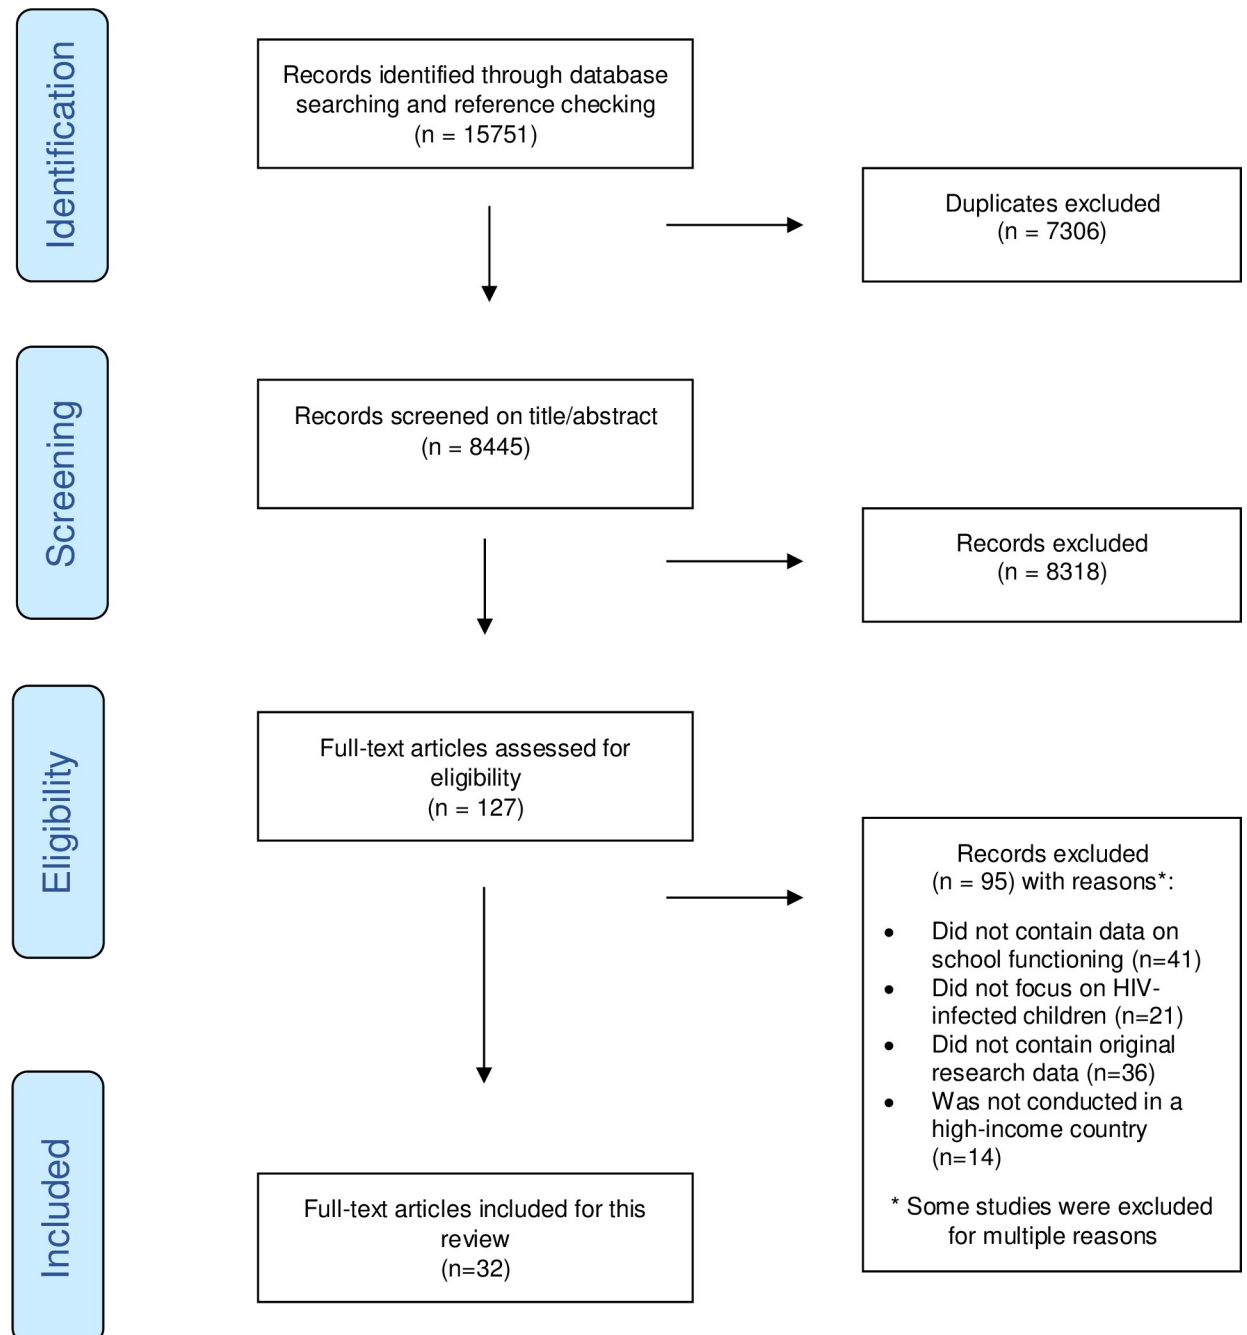 Identification
Records identified through database
searching and reference checking
(n = 15751)
Duplicates excluded
(n = 7306)
Screening
Records screened on title/abstract
(n = 8445)
Records excluded
(n = 8318)
Eligibility
Full-text articles assessed for
eligibility
(n = 127)
Records excluded
(n = 95) with reasons*:
• Did not contain data on
school functioning (n=41)
• Did not focus on HIV-
infected children (n=21)
• Did not contain original
research data (n=36)
• Was not conducted in a
high-income country
(n=14)
* Some studies were excluded
for multiple reasons
Included
Full-text articles included for this
review
(n=32)